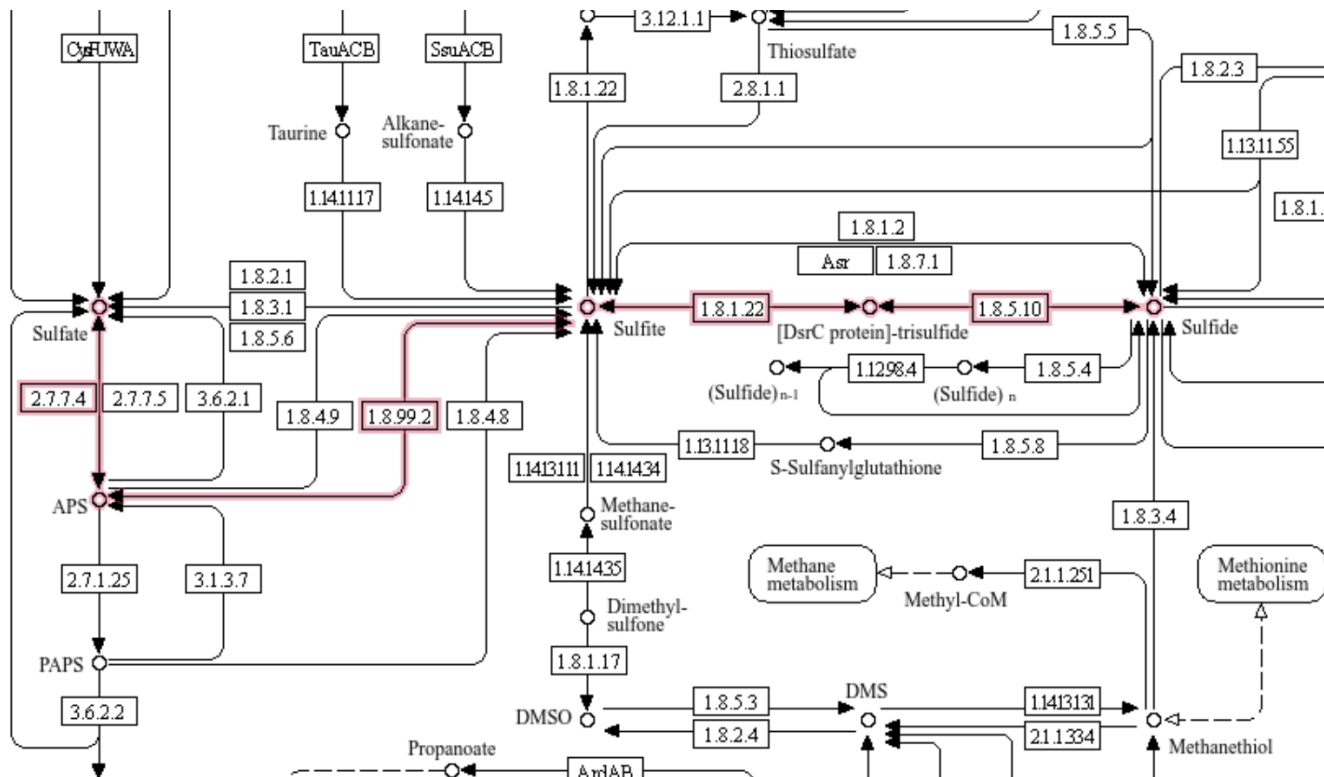 3.12.1.1
Thiosulfate
1.8.5.5
CysPUWA
TauACB
SsuACB
1.8.1.22
2.8.1.1
1.8.2.3
Taurine
Alkane-
sulfonate
1.13.11.55
1.14.11.17
1.14.14.5
1.8.1.
1.8.1.2
Asr
1.8.7.1
1.8.2.1
1.8.3.1
1.8.5.6
Sulfate
Sulfite
1.8.1.22
[DsrC protein]-trisulfide
1.8.5.10
Sulfide
2.7.7.4
2.7.7.5
3.6.2.1
1.8.4.9
1.8.99.2
1.8.4.8
(Sulfide) n-1
1.12.98.4
(Sulfide) n
1.8.5.4
1.13.11.18
S-Sulfanylglutathione
1.8.5.8
1.14.13.111
1.14.14.34
APS
Methane-
sulfonate
1.8.3.4
2.7.1.25
3.1.3.7
1.14.14.35
Methane
metabolism
Methyl-CoM
2.1.1.251
Methionine
metabolism
Dimethyl-
sulfone
PAPS
1.8.1.17
3.6.2.2
DMSO
1.8.5.3
DMS
1.14.13.131
1.8.2.4
2.1.1.334
Methanethiol
Propanoate